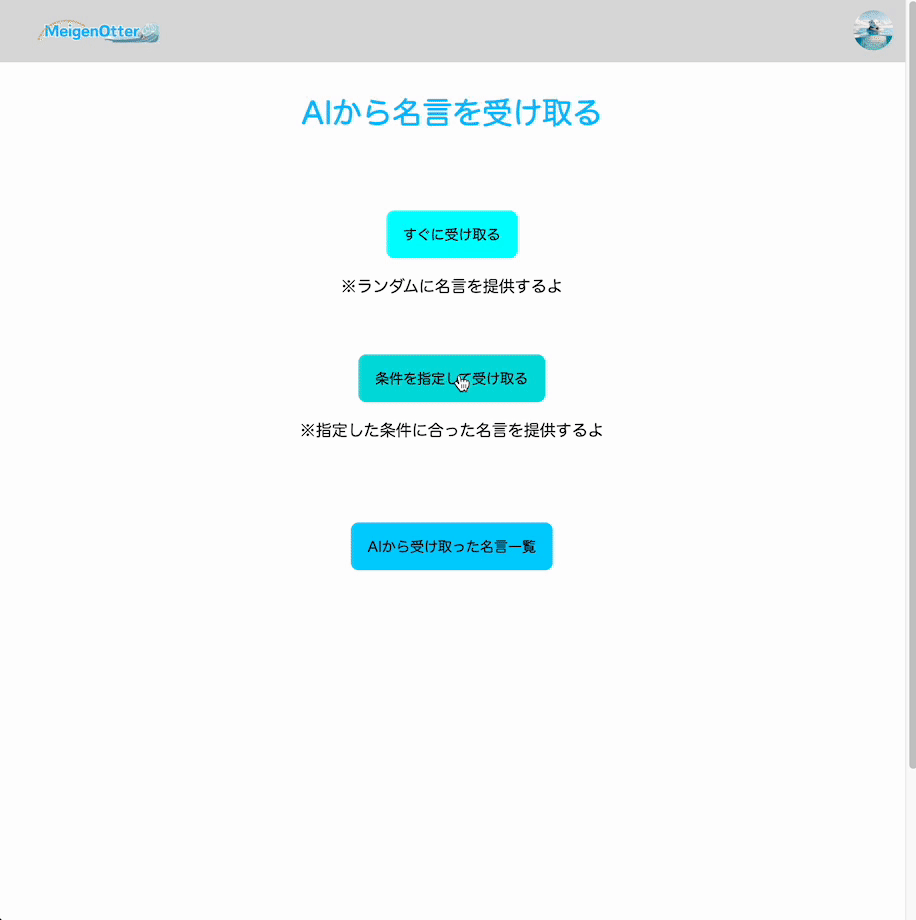 MeigenOtter
AIから名言を受け取る
すぐに受け取る
※ランダムに名言を提供するよ
条件を指定して受け取る
※指定した条件に合った名言を提供するよ
AIから受け取った名言一覧